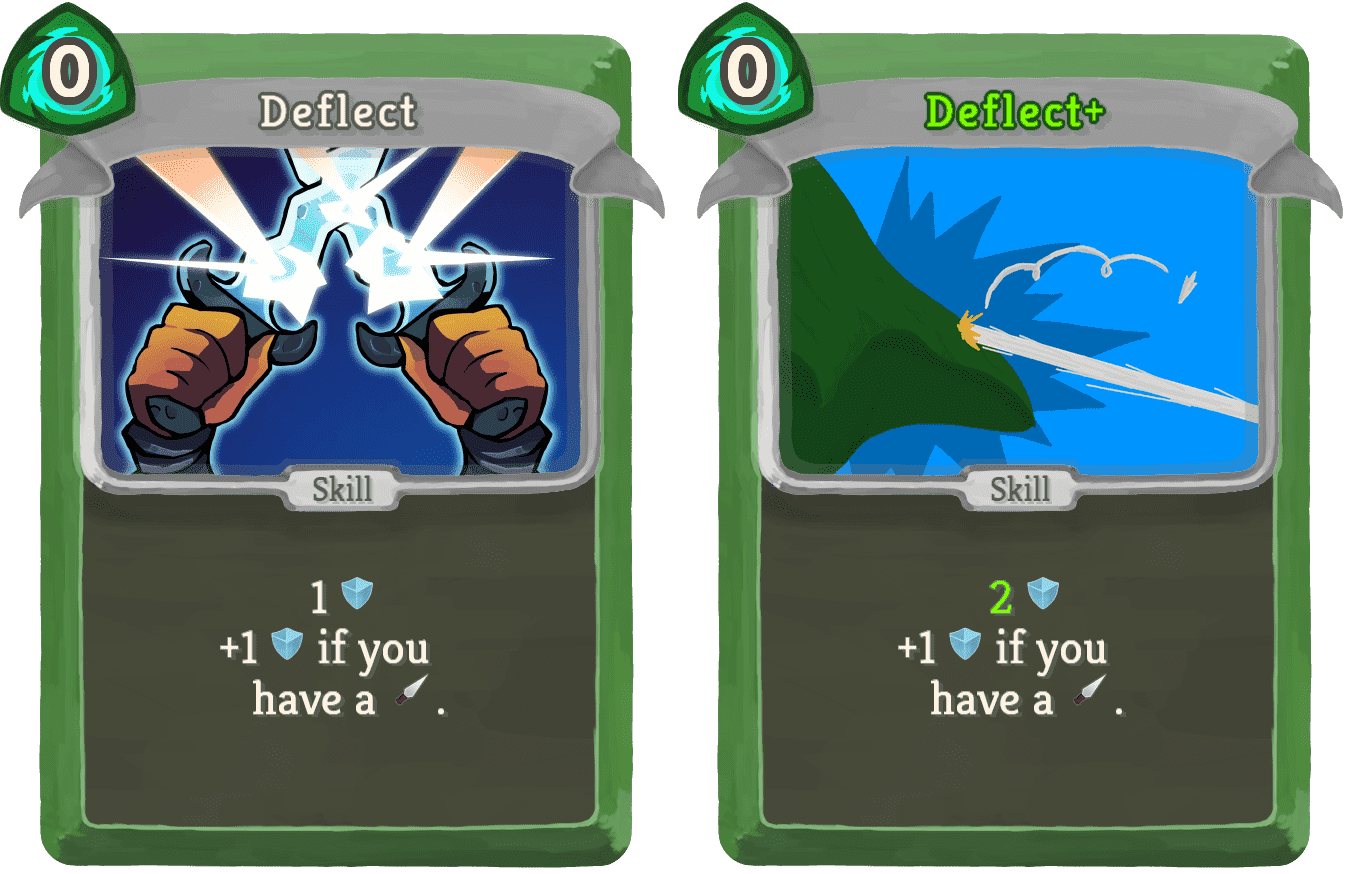 0
Deflect
Skill
1
+1 if you
have a .
0
Deflect+
Skill
2
+1 if you
have a .